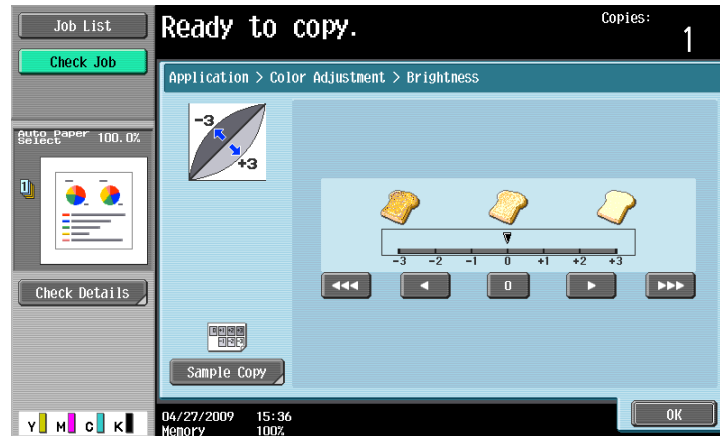 Job List
Check Job
Auto Paper
Select
100.0%
Check Details
Y M C K
Ready to copy.
Copies:
1
Application > Color Adjustment > Brightness
-3
+3
-3 -2 -1 0 +1 +2 +3
0
Sample Copy
04/27/2009 15:36
Memory 100%
OK